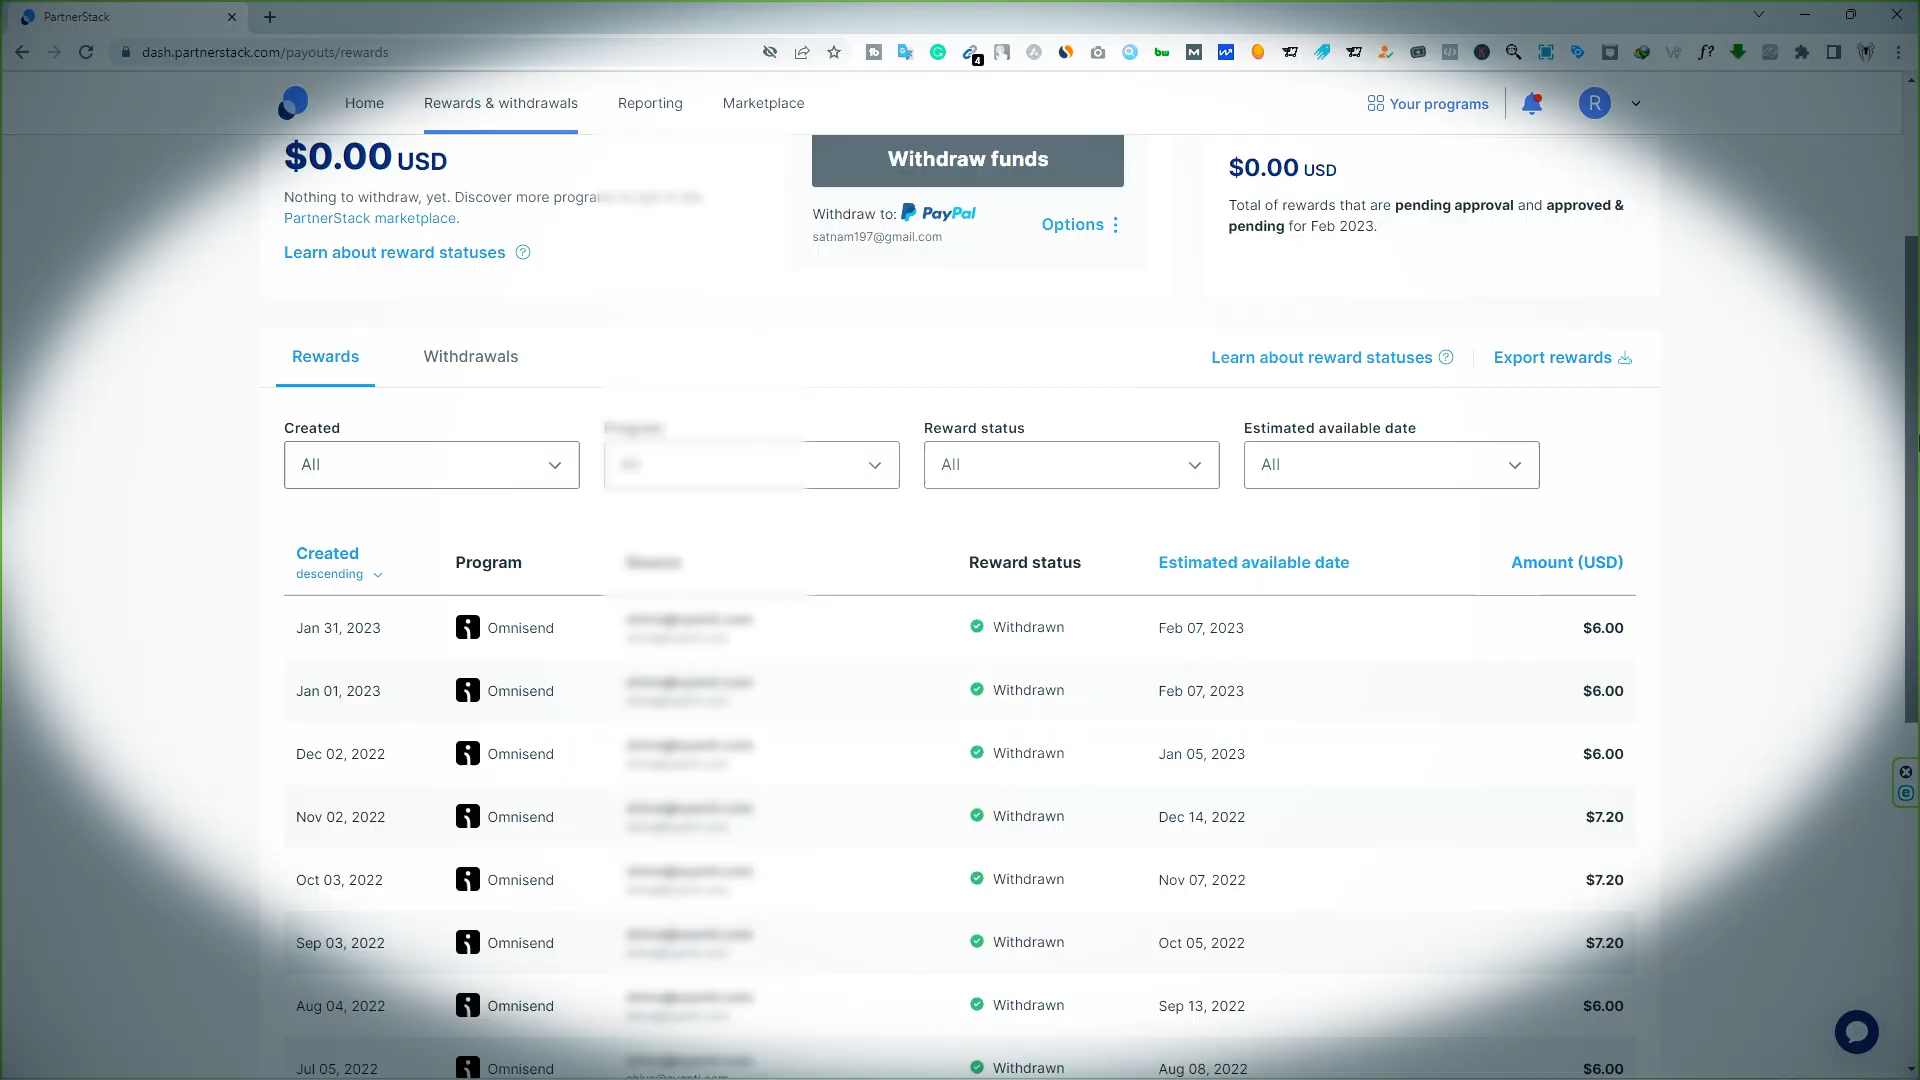 PartnerStack
dash.partnerstack.com/payouts/rewards
4
Home
Rewards & withdrawals
Reporting
Marketplace
Your programs
R
$0.00 USD
Nothing to withdraw, yet. Discover more
PartnerStack marketplace.
Learn about reward statuses
Withdraw funds
Withdraw to: PayPal
satnam197@gmail.com
Options
$0.00 USD
Total of rewards that are pending approval and approved &
pending for Feb 2023.
Rewards
Withdrawals
Learn about reward statuses
Export rewards
Created
Reward status
Estimated available date
All
All
All
Created
descending
Program
Reward status
Estimated available date
Amount (USD)
Jan 31, 2023 Omnisend Withdrawn Feb 07, 2023 $6.00
Jan 01, 2023 Omnisend Withdrawn Feb 07, 2023 $6.00
Dec 02, 2022 Omnisend Withdrawn Jan 05, 2023 $6.00
Nov 02, 2022 Omnisend Withdrawn Dec 14, 2022 $7.20
Oct 03, 2022 Omnisend Withdrawn Nov 07, 2022 $7.20
Sep 03, 2022 Omnisend Withdrawn Oct 05, 2022 $7.20
Aug 04, 2022 Omnisend Withdrawn Sep 13, 2022 $6.00
Jul 05, 2022 Omnisend Withdrawn Aug 08, 2022 $6.00